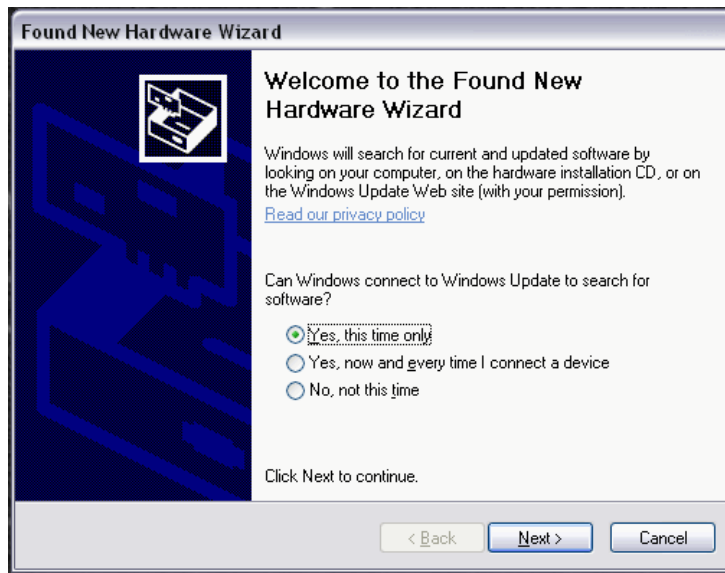 Found New Hardware Wizard
Welcome to the Found New
Hardware Wizard
Windows will search for current and updated software by
looking on your computer, on the hardware installation CD, or on
the Windows Update Web site (with your permission).
Read our privacy policy
Can Windows connect to Windows Update to search for
software?
Yes, this time only
Yes, now and every time I connect a device
No, not this time
Click Next to continue.
< Back Next > Cancel